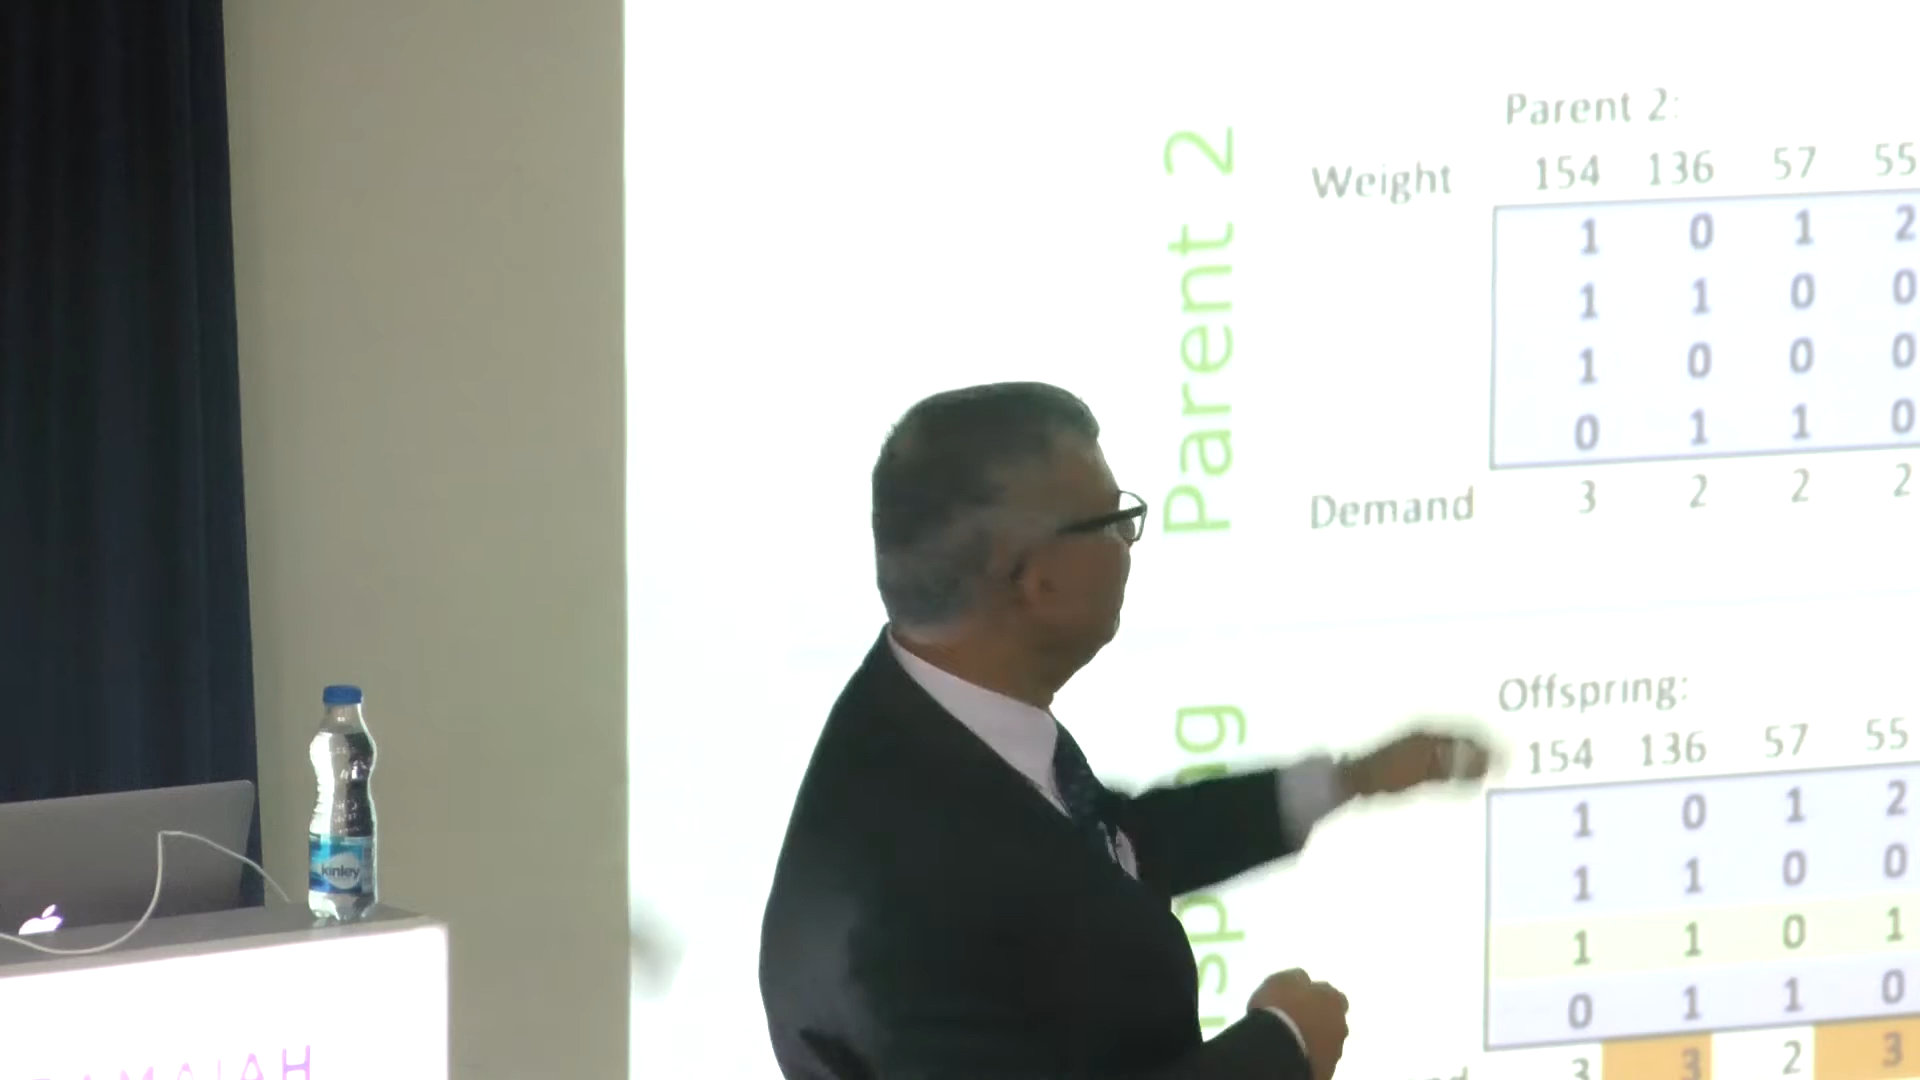 Parent 2
Parent 2:
Weight 154 136 57 55
1 0 1 2
1 1 0 0
1 0 0 0
0 1 1 0
Demand 3 2 2 2
Offspring:
154 136 57 55
1 0 1 2
1 1 0 0
1 1 0 1
0 1 1 0
3 3 2 3
kinley